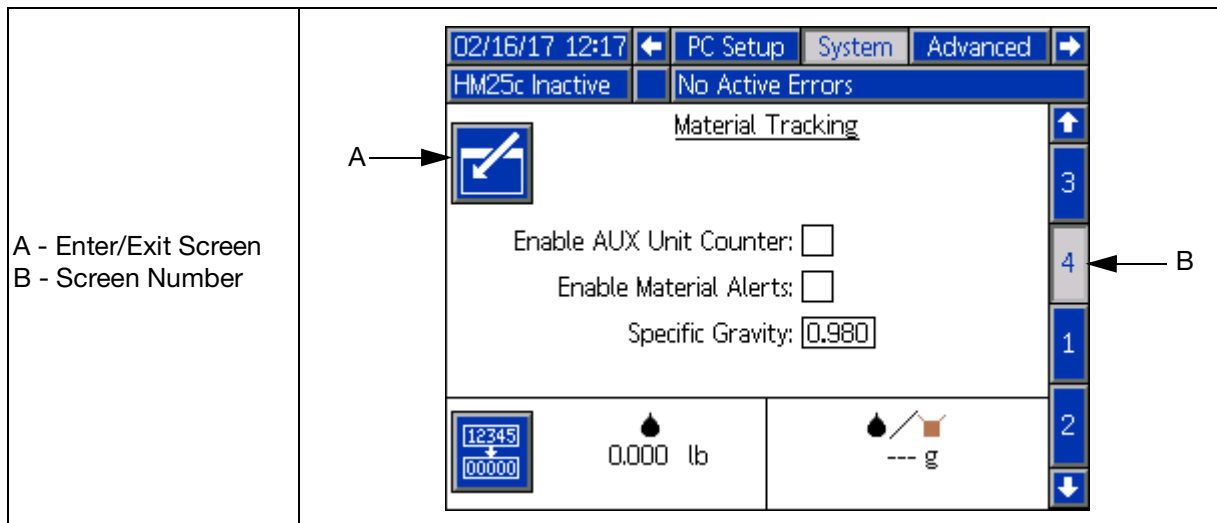 A - Enter/Exit Screen
B - Screen Number
02/16/17 12:17 PC Setup System Advanced
HM25c Inactive No Active Errors
Material Tracking
A
3
Enable AUX Unit Counter:
4
B
Enable Material Alerts:
Specific Gravity: 0.980
1
12345
00000
0.000 lb
--- g
2